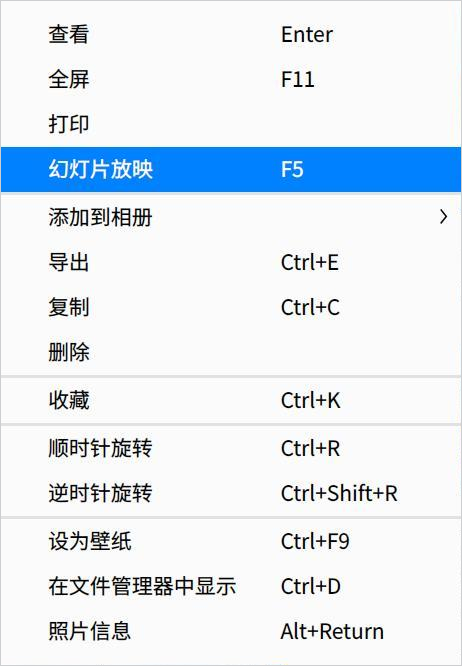 查看 Enter
全屏 F11
打印
幻灯片放映 F5
添加到相册
导出 Ctrl+E
复制 Ctrl+C
删除
收藏 Ctrl+K
顺时针旋转 Ctrl+R
逆时针旋转 Ctrl+Shift+R
设为壁纸 Ctrl+F9
在文件管理器中显示 Ctrl+D
照片信息 Alt+Return